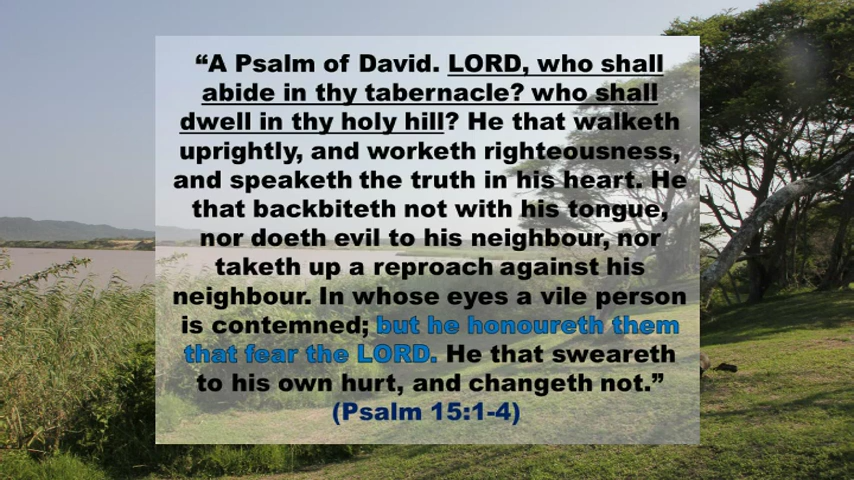 “A Psalm of David. LORD, who shall
abide in thy tabernacle? who shall
dwell in thy holy hill? He that walketh
uprightly, and worketh righteousness,
and speaketh the truth in his heart. He
that backbiteth not with his tongue,
nor doeth evil to his neighbour, nor
taketh up a reproach against his
neighbour. In whose eyes a vile person
is contemned; but he honoureth them
that fear the LORD. He that sweareth
to his own hurt, and changeth not.”
(Psalm 15:1-4)